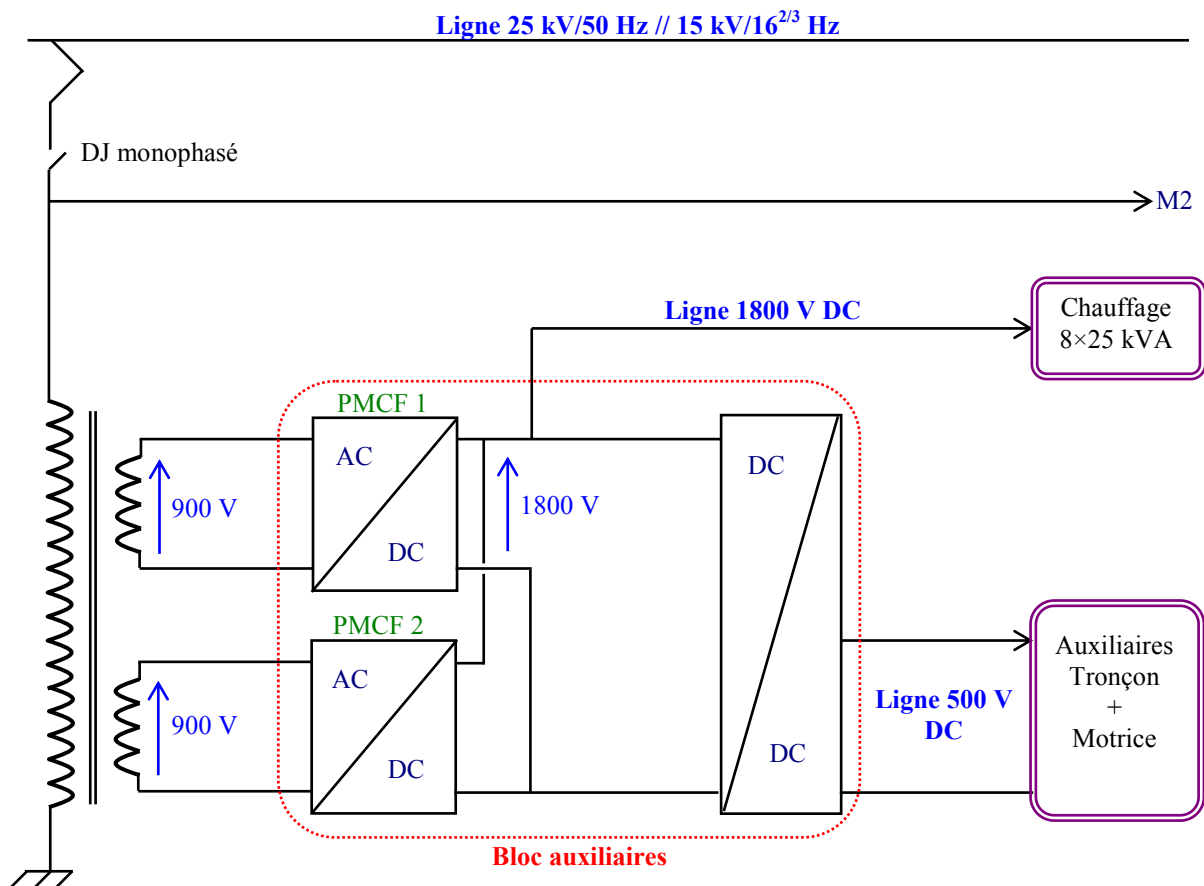 Ligne 25 kV/50 Hz // 15 kV/16^2/3 Hz
DJ monophasé
M2
Ligne 1800 V DC
Chauffage
8×25 kVA
PMCF 1
AC
DC
900 V
1800 V
DC
DC
PMCF 2
AC
DC
900 V
Ligne 500 V
DC
Auxiliaires
Tronçon
+
Motrice
Bloc auxiliaires